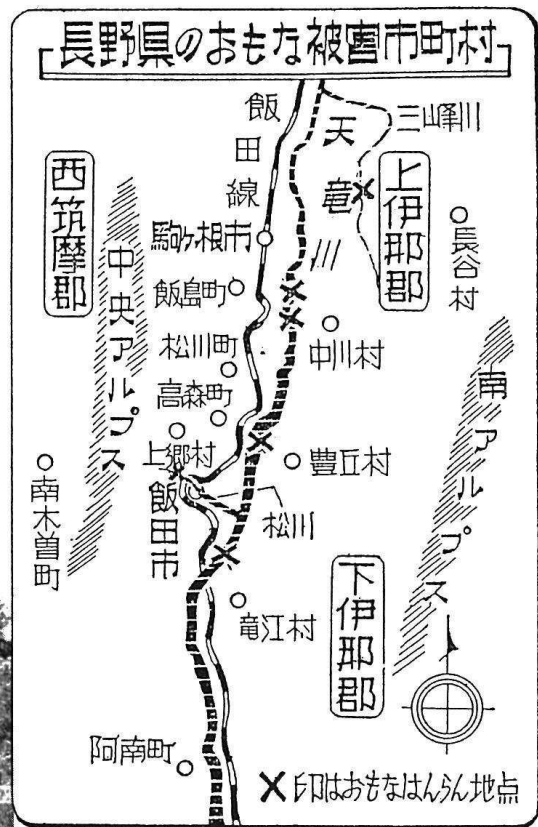 長野県のおもな被害市町村
飯田線
天竜川
三峰川
西筑摩郡
中央アルプス
上伊那郡
長谷村
駒ヶ根市
飯島町
中川村
松川町
高森町
南アルプス
上郷村
豊丘村
南木曽町
飯田市
松川
下伊那郡
竜江村
阿南町
×印はおもなはんらん地点